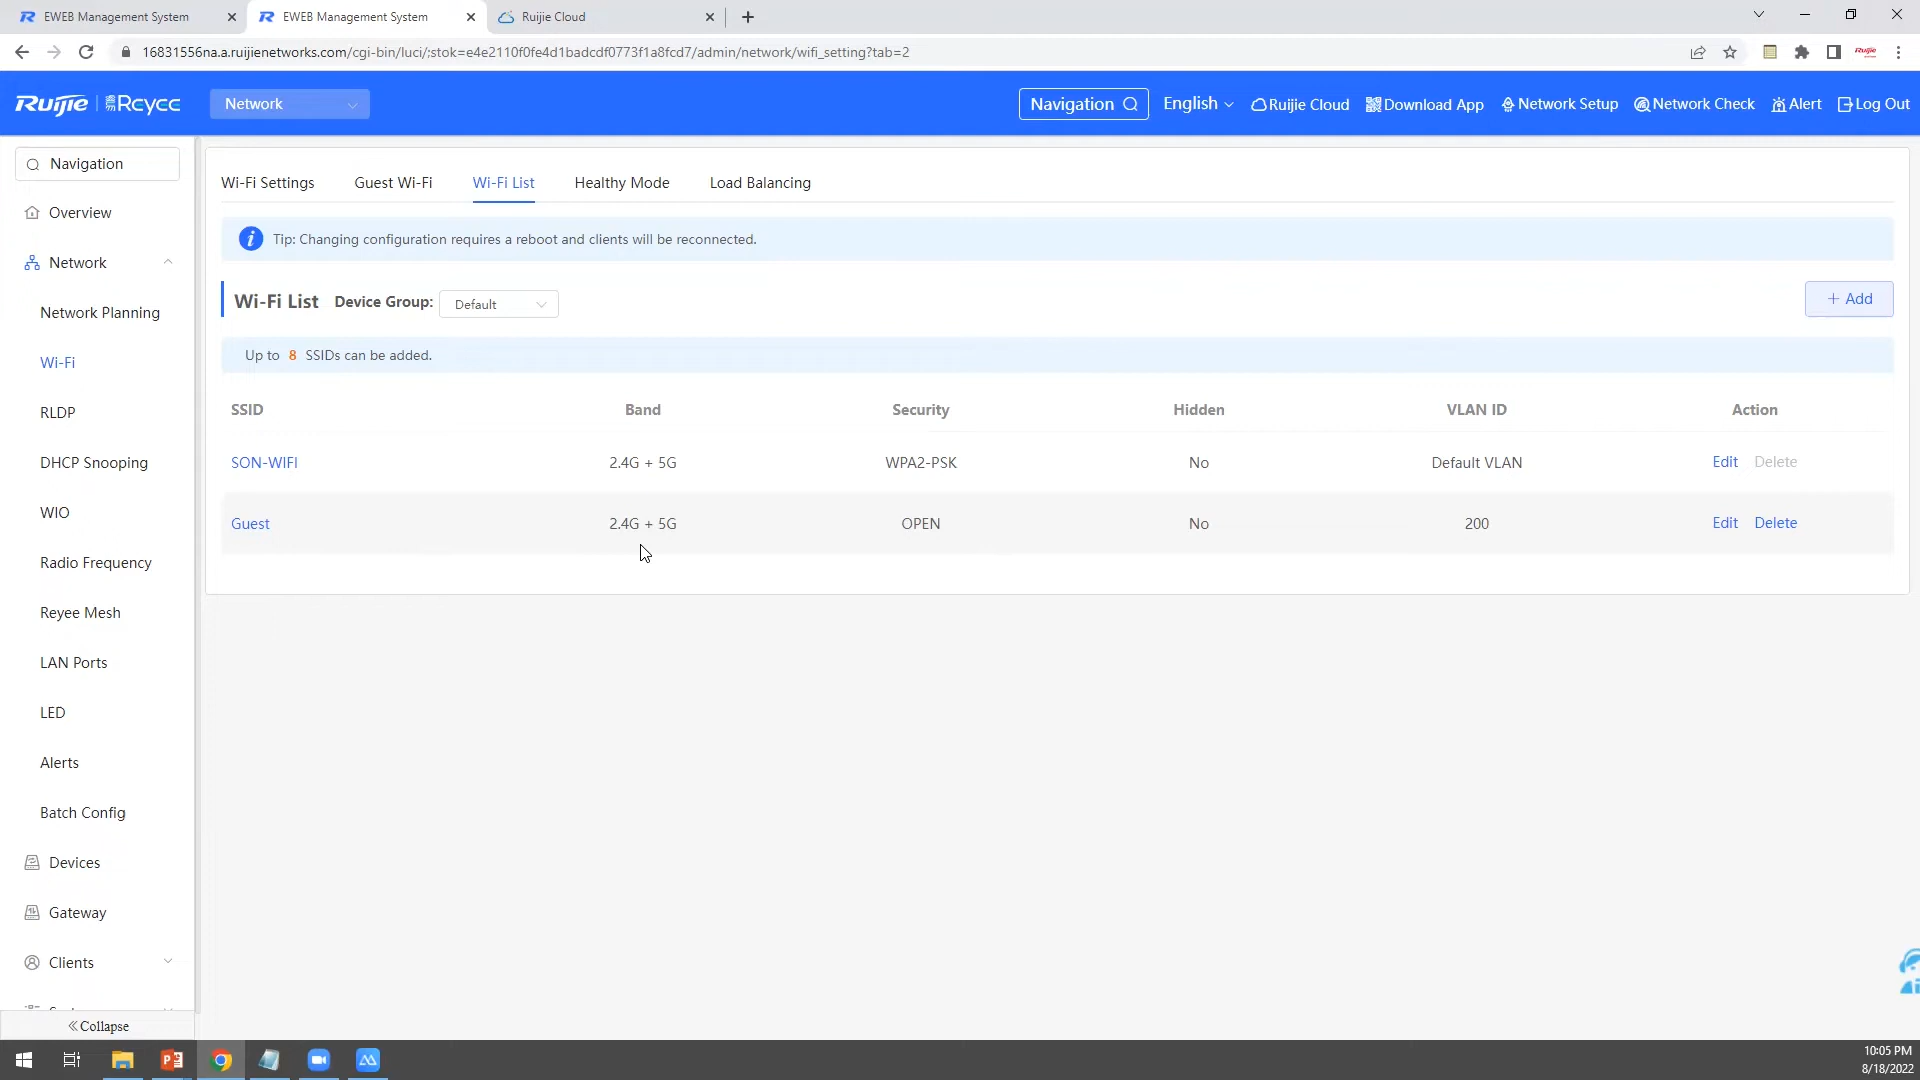 EWEB Management System
EWEB Management System
Ruijie Cloud
16831556na.a.ruijienetworks.com/cgi-bin/luci/;stok=e4e2110f0fe4d1badcdf0773f1a8fcd7/admin/network/wifi_setting?tab=2
Ruijie
Ruijie Reyee Network Navigation English Ruijie Cloud Download App Network Setup Network Check Alert Log Out
Navigation
Overview
Network
Network Planning
Wi-Fi
RLDP
DHCP Snooping
WIO
Radio Frequency
Reyee Mesh
LAN Ports
LED
Alerts
Batch Config
Devices
Gateway
Clients
«Collapse
Wi-Fi Settings Guest Wi-Fi Wi-Fi List Healthy Mode Load Balancing
Tip: Changing configuration requires a reboot and clients will be reconnected.
Wi-Fi List Device Group: Default + Add
Up to 8 SSIDs can be added.
SSID Band Security Hidden VLAN ID Action
SON-WIFI 2.4G + 5G WPA2-PSK No Default VLAN Edit Delete
Guest 2.4G + 5G OPEN No 200 Edit Delete
10:05 PM
8/18/2022